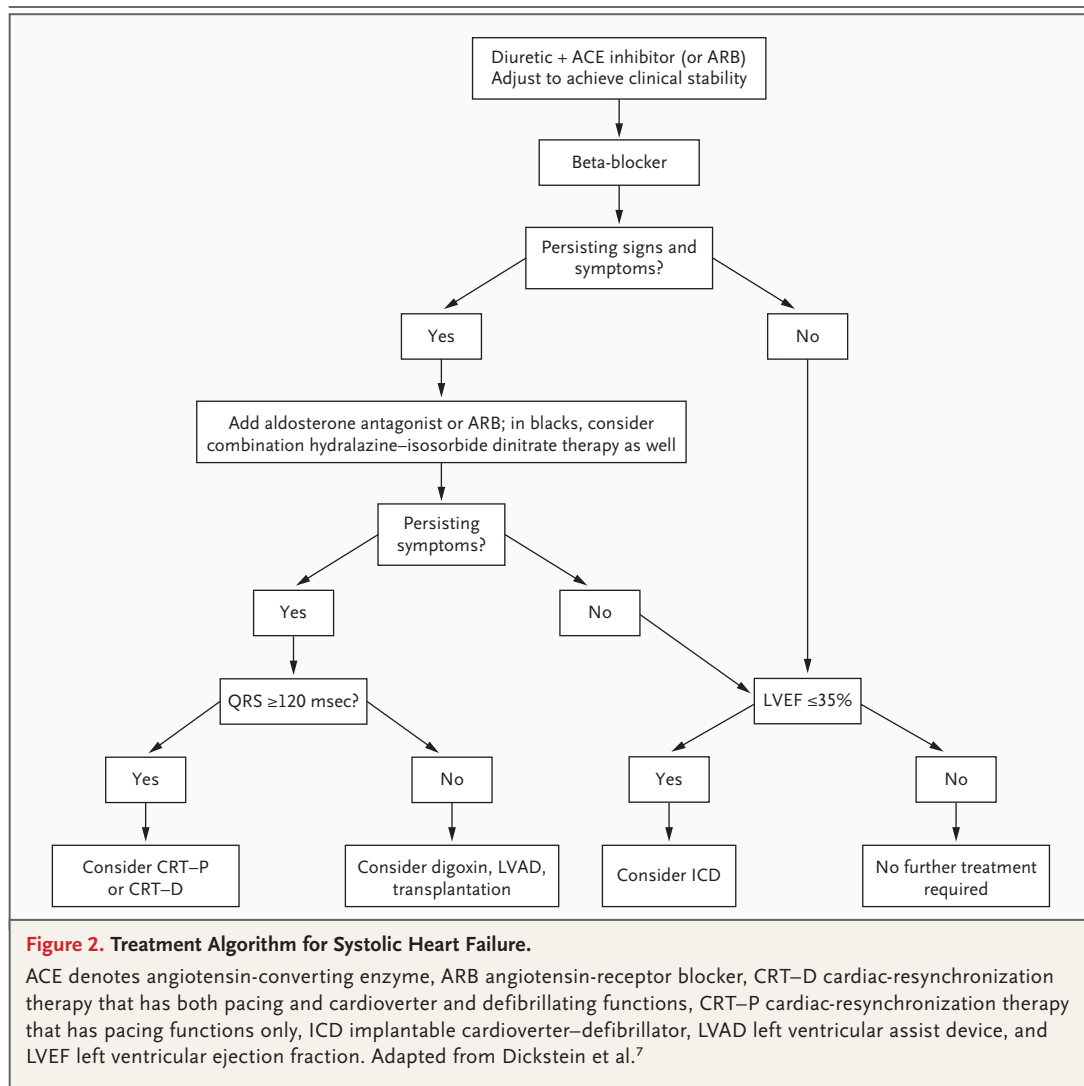 Diuretic + ACE inhibitor (or ARB)
Adjust to achieve clinical stability
Beta-blocker
Persisting signs and
symptoms?
Yes
No
Add aldosterone antagonist or ARB; in blacks, consider
combination hydralazine–isosorbide dinitrate therapy as well
Persisting
symptoms?
Yes
No
QRS ≥120 msec?
LVEF ≤35%
Yes
No
Yes
No
Consider CRT–P
or CRT–D
Consider digoxin, LVAD,
transplantation
Consider ICD
No further treatment
required
Figure 2. Treatment Algorithm for Systolic Heart Failure.
ACE denotes angiotensin-converting enzyme, ARB angiotensin-receptor blocker, CRT–D cardiac-resynchronization
therapy that has both pacing and cardioverter and defibrillating functions, CRT–P cardiac-resynchronization therapy
that has pacing functions only, ICD implantable cardioverter–defibrillator, LVAD left ventricular assist device, and
LVEF left ventricular ejection fraction. Adapted from Dickstein et al.⁷